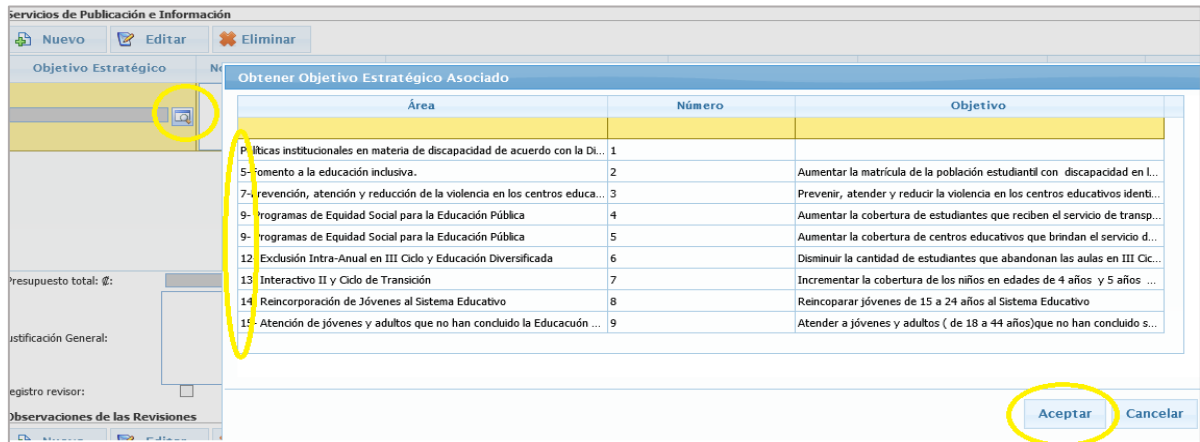 Servicios de Publicación e Información
Nuevo Editar Eliminar
Objetivo Estratégico
Obtener Objetivo Estratégico Asociado
Área Número Objetivo
Políticas institucionales en materia de discapacidad de acuerdo con la Di... 1
5-Fomento a la educación inclusiva. 2 Aumentar la matrícula de la población estudiantil con discapacidad en l...
7-Prevención, atención y reducción de la violencia en los centros educa... 3 Prevenir, atender y reducir la violencia en los centros educativos identi...
9- Programas de Equidad Social para la Educación Pública 4 Aumentar la cobertura de estudiantes que reciben el servicio de transp...
9- Programas de Equidad Social para la Educación Pública 5 Aumentar la cobertura de centros educativos que brindan el servicio d...
12- Exclusión Intra-Anual en III Ciclo y Educación Diversificada 6 Disminuir la cantidad de estudiantes que abandonan las aulas en III Cic...
13- Interactivo II y Ciclo de Transición 7 Incrementar la cobertura de los niños en edades de 4 años y 5 años ...
14- Reincorporación de Jóvenes al Sistema Educativo 8 Reincoparar jóvenes de 15 a 24 años al Sistema Educativo
15- Atención de jóvenes y adultos que no han concluido la Educacuón ... 9 Atender a jóvenes y adultos ( de 18 a 44 años)que no han concluido s...
Presupuesto total: ₡:
ustificación General:
egistro revisor:
Observaciones de las Revisiones
Aceptar Cancelar
Nuevo Editar